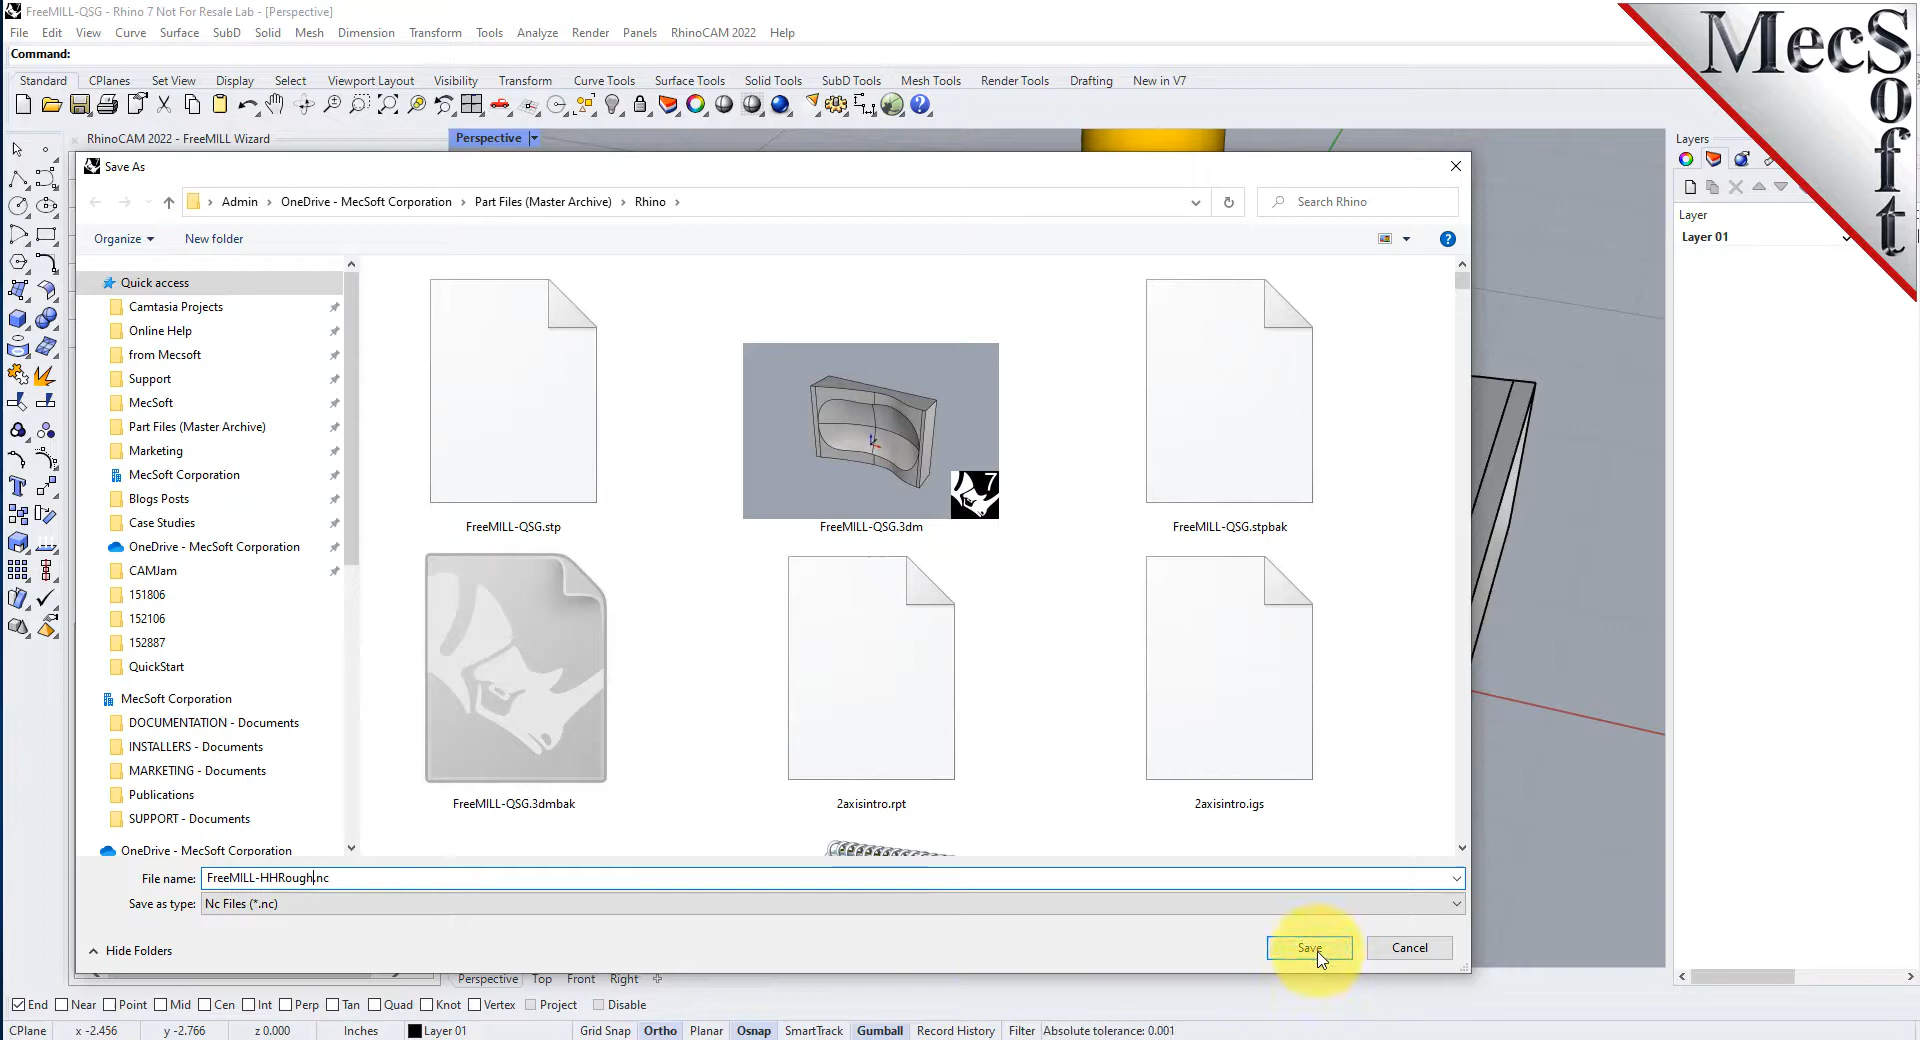 FreeMILL-QSG - Rhino 7 Not For Resale Lab - [Perspective]
File Edit View Curve Surface SubD Solid Mesh Dimension Transform Tools Analyze Render Panels RhinoCAM 2022 Help
Command:
Standard CPlanes Set View Display Select Viewport Layout Visibility Transform Curve Tools Surface Tools Solid Tools SubD Tools Mesh Tools Render Tools Drafting New in V7
MecSoft
RhinoCAM 2022 - FreeMILL Wizard
Perspective
Layers
Save As
Admin > OneDrive - MecSoft Corporation > Part Files (Master Archive) > Rhino >
Search Rhino
Layer
Layer 01
Organize
New folder
Quick access
Camtasia Projects
Online Help
from Mecsoft
Support
MecSoft
Part Files (Master Archive)
Marketing
MecSoft Corporation
Blogs Posts
Case Studies
OneDrive - MecSoft Corporation
CAMJam
151806
152106
152887
QuickStart
MecSoft Corporation
DOCUMENTATION - Documents
INSTALLERS - Documents
MARKETING - Documents
Publications
SUPPORT - Documents
OneDrive - MecSoft Corporation
7
FreeMILL-QSG.stp
FreeMILL-QSG.3dm
FreeMILL-QSG.stpbak
FreeMILL-QSG.3dmbak
2axisintro.rpt
2axisintro.igs
File name: FreeMILL-HHRough.nc
Save as type: Nc Files (*.nc)
Hide Folders
Save
Cancel
Perspective Top Front Right
End Near Point Mid Cen Int Perp Tan Quad Knot Vertex Project Disable
CPlane x -2.456 y -2.766 z 0.000 Inches Layer 01 Grid Snap Ortho Planar Osnap SmartTrack Gumball Record History Filter Absolute tolerance: 0.001